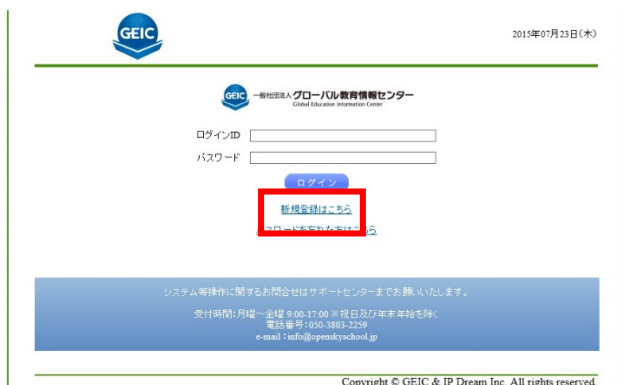 GEIC
2015年07月23日(木)
GEIC 一般社団法人 グローバル教育情報センター
Global Education Information Center
ログインID
パスワード
ログイン
新規登録はこちら
パスワードを忘れた方はこちら
システム等操作に関するお問合せはサポートセンターまでお願いいたします。
受付時間:月曜～金曜 9:00-17:00 ※祝日及び年末年始を除く
電話番号:050-3803-2259
e-mail : info@openskyschool.jp
Copyright © GEIC & IP Dream Inc. All rights reserved.